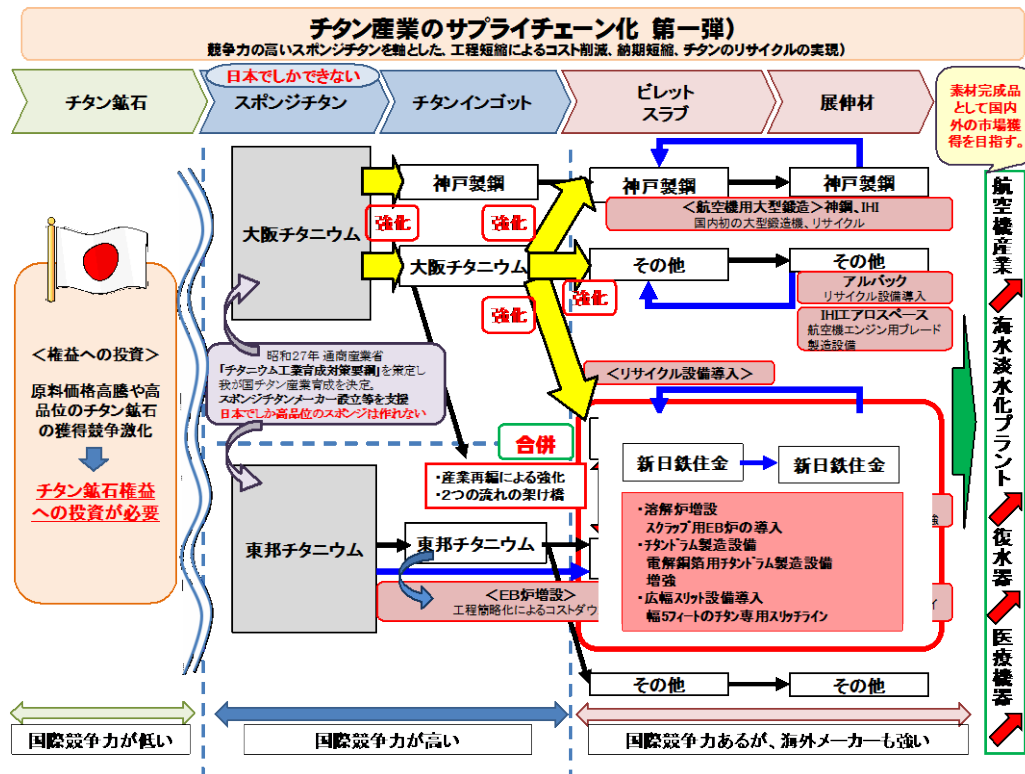 チタン産業のサプライチェーン化 第一弾）
競争力の高いスポンジチタンを軸とした、工程短縮によるコスト削減、納期短縮、チタンのリサイクルの実現）
日本でしかできない
チタン鉱石
スポンジチタン
チタンインゴット
ビレット
スラブ
展伸材
素材完成品
として国内
外の市場獲
得を目指す。
＜権益への投資＞
原料価格高騰や高
品位のチタン鉱石
の獲得競争激化
チタン鉱石権益
への投資が必要
大阪チタニウム
神戸製鋼
強化
強化
大阪チタニウム
強化
強化
昭和27年 通商産業省
「チタニウム工業育成対策要綱」を策定し
我が国チタン産業育成を決定。
スポンジチタンメーカー設立等を支援
日本でしか高品位のスポンジは作れない
合併
・産業再編による強化
・2つの流れの架け橋
東邦チタニウム
東邦チタニウム
＜EB炉増設＞
工程簡略化によるコストダウ
神戸製鋼
神戸製鋼
＜航空機用大型鍛造＞神鋼、IHI
国内初の大型鍛造機、リサイクル
その他
その他
アルバック
リサイクル設備導入
IHIエアロスペース
航空機エンジン用ブレード
製造設備
＜リサイクル設備導入＞
新日鉄住金
新日鉄住金
・溶解炉増設
スクラップ用EB炉の導入
・チタンドラム製造設備
電解銅箔用チタンドラム製造設備
増強
・広幅スリット設備導入
幅5フィートのチタン専用スリッチライン
強
イ
その他
その他
航空機産業
海水淡水化プラント
復水器
医療機器
国際競争力が低い
国際競争力が高い
国際競争力あるが、海外メーカーも強い